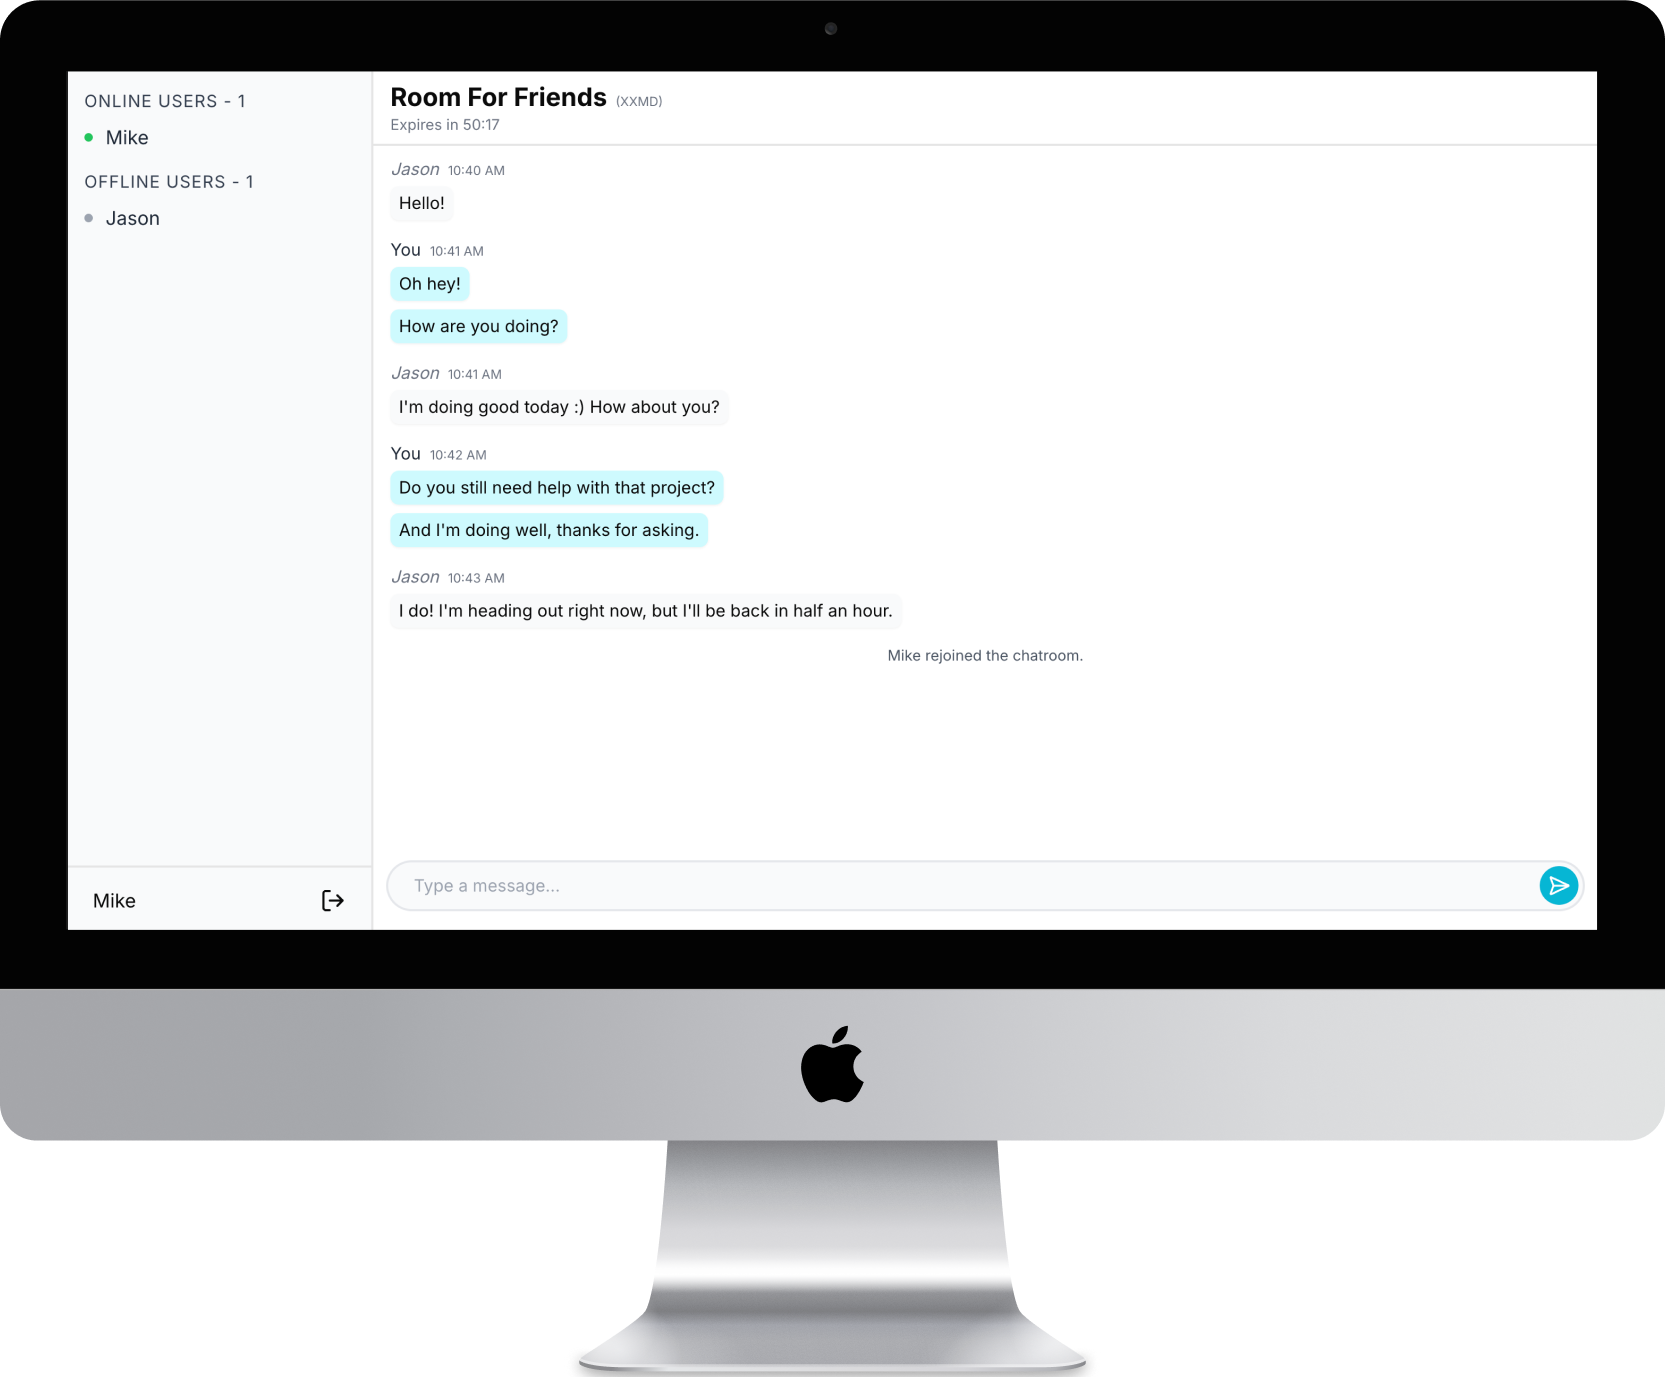 ONLINE USERS - 1
Mike
OFFLINE USERS - 1
Jason
Mike
Room For Friends (XXMD)
Expires in 50:17
Jason 10:40 AM
Hello!
You 10:41 AM
Oh hey!
How are you doing?
Jason 10:41 AM
I'm doing good today :) How about you?
You 10:42 AM
Do you still need help with that project?
And I'm doing well, thanks for asking.
Jason 10:43 AM
I do! I'm heading out right now, but I'll be back in half an hour.
Mike rejoined the chatroom.
Type a message...